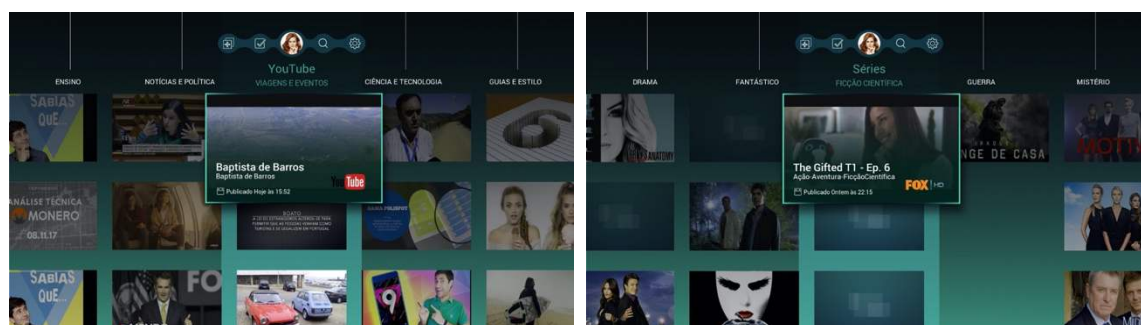 YouTube
ENSINO
NOTÍCIAS E POLÍTICA
VIAGENS E EVENTOS
CIÊNCIA E TECNOLOGIA
GUIAS E ESTILO
SABIAS
QUE...
Baptista de Barros
Baptista de Barros
Publicado Hoje às 15:52
YouTube
ANÁLISE TÉCNICA
MONERO
08.11.17
BOATO
SABIAS
QUE...
FO
9
Séries
DRAMA
FANTÁSTICO
FICÇÃO CIENTÍFICA
GUERRA
MISTÉRIO
The Gifted T1 - Ep. 6
Ação-Aventura-FicçãoCientífica
Publicado Ontem às 22:15
FOX HD
NGE DE CASA